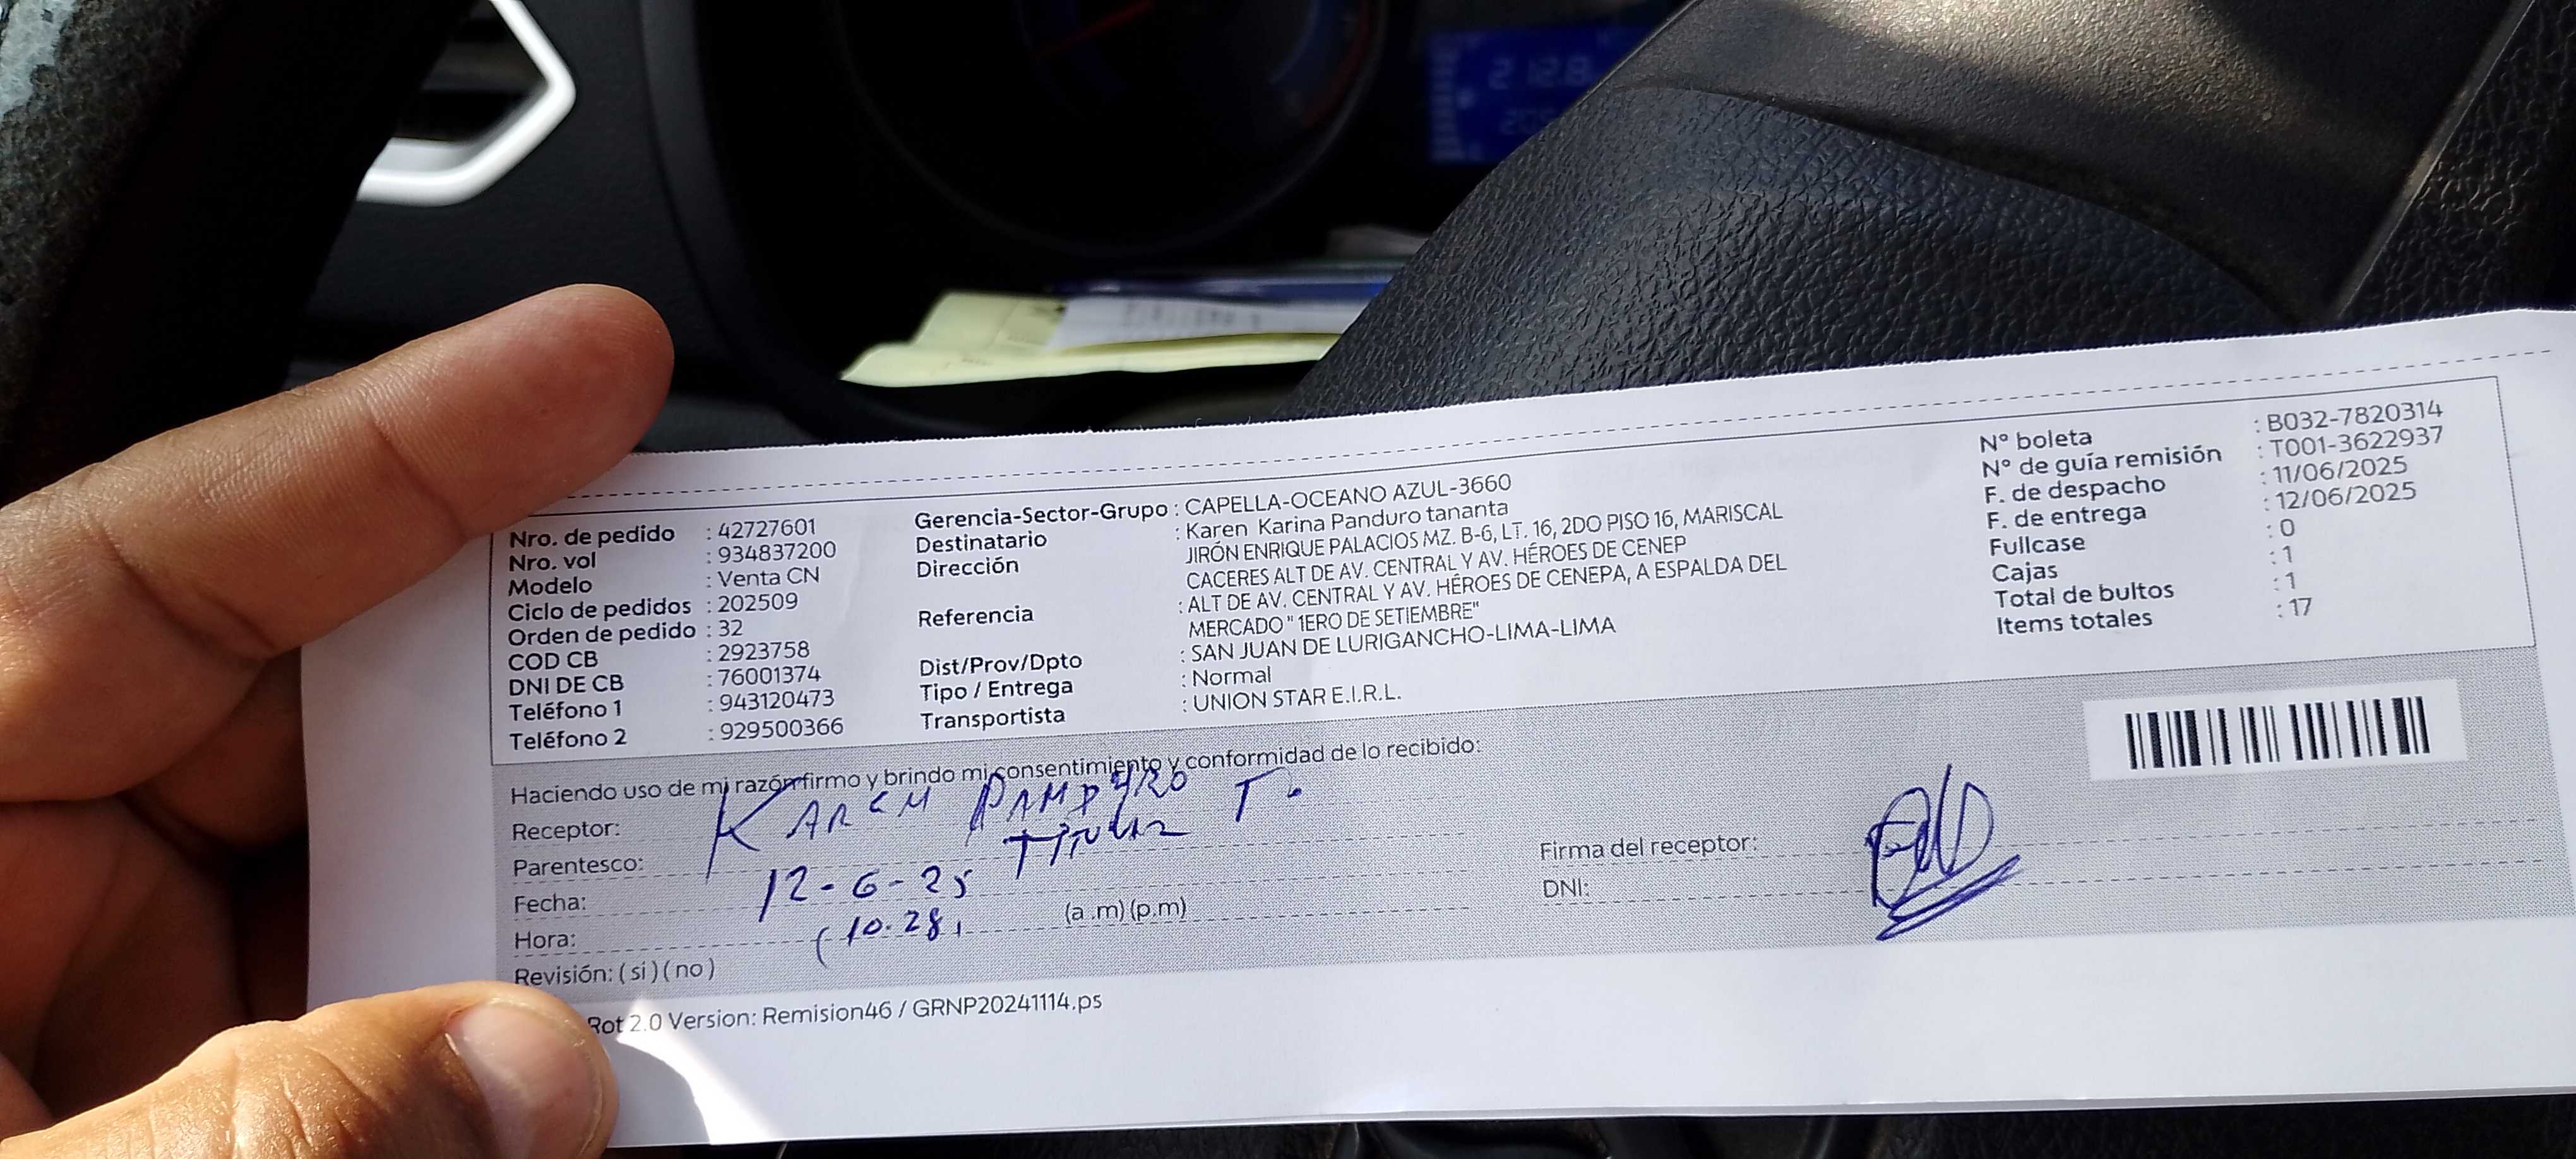 Nro. de pedido : 42727601
Nro. vol : 934837200
Modelo : Venta CN
Ciclo de pedidos : 202509
Orden de pedido : 32
COD CB : 2923758
DNI DE CB : 76001374
Teléfono 1 : 943120473
Teléfono 2 : 929500366
Gerencia-Sector-Grupo : CAPELLA-OCEANO AZUL-3660
Destinatario : Karen Karina Panduro tananta
Dirección JIRÓN ENRIQUE PALACIOS MZ. B-6, LT. 16, 2DO PISO 16, MARISCAL
CACERES ALT DE AV. CENTRAL Y AV. HÉROES DE CENEP
Referencia : ALT DE AV. CENTRAL Y AV. HÉROES DE CENEPA, A ESPALDA DEL
MERCADO " 1ERO DE SETIEMBRE"
Dist/Prov/Dpto : SAN JUAN DE LURIGANCHO-LIMA-LIMA
Tipo / Entrega : Normal
Transportista : UNION STAR E.I.R.L.
N° boleta : B032-7820314
N° de guía remisión : T001-3622937
F. de despacho : 11/06/2025
F. de entrega : 12/06/2025
Fullcase : 0
Cajas : 1
Total de bultos : 1
Items totales : 17
Haciendo uso de mi razón firmo y brindo mi consentimiento y conformidad de lo recibido:
Receptor: KAREN PANDURO T.
Parentesco: TITULAR
Fecha: 12-6-25
Hora: (10.28, (a .m) (p.m)
Revisión: ( si ) ( no )
Firma del receptor:
DNI:
Rot 2.0 Version: Remision46 / GRNP20241114.ps